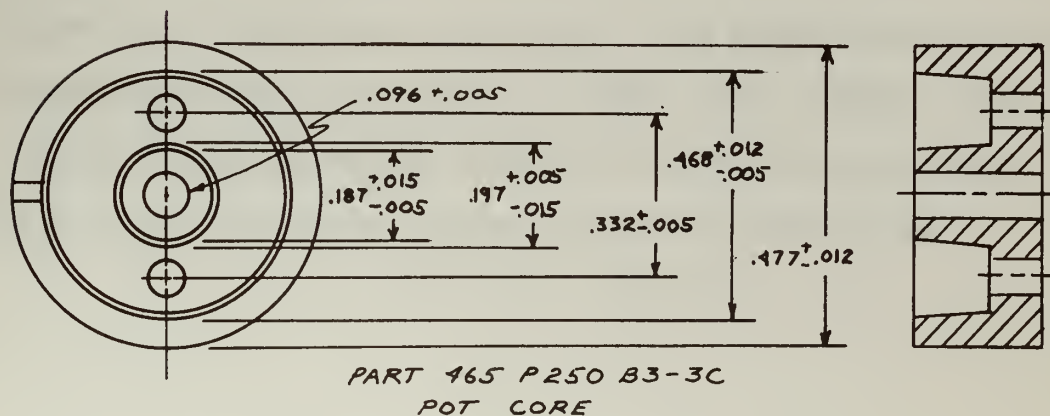 .096 ±.005
.187 +.015 -.005
.197 +.005 -.015
.332 ±.005
.468 +.012 -.005
.477 ±.012
PART 465 P250 B3-3C
POT CORE